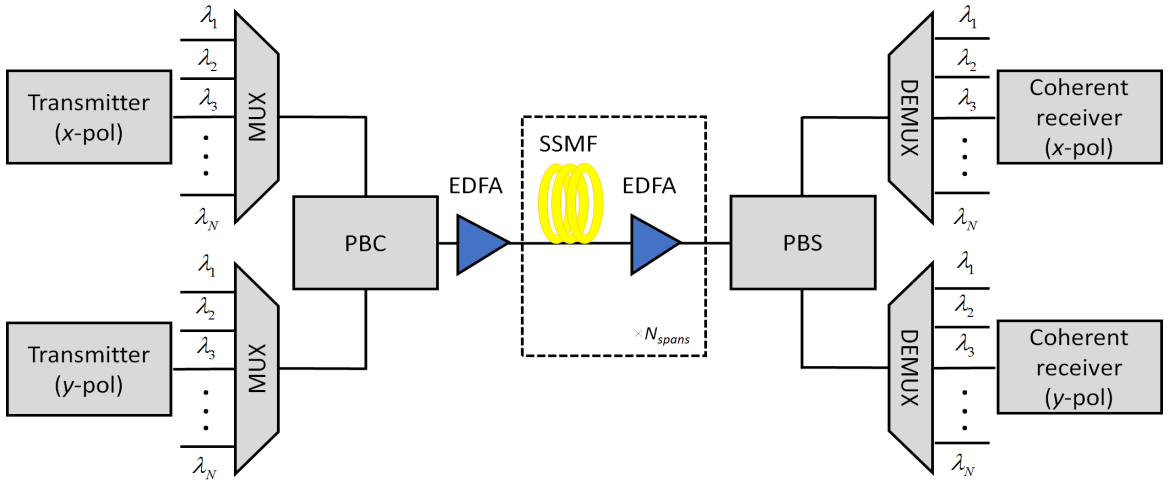 λ1
λ2
λ3
λN
Transmitter
(x-pol)
MUX
λ1
λ2
λ3
λN
Transmitter
(y-pol)
MUX
PBC
EDFA
SSMF
EDFA
×Nspans
PBS
DEMUX
λ1
λ2
λ3
λN
Coherent
receiver
(x-pol)
DEMUX
λ1
λ2
λ3
λN
Coherent
receiver
(y-pol)